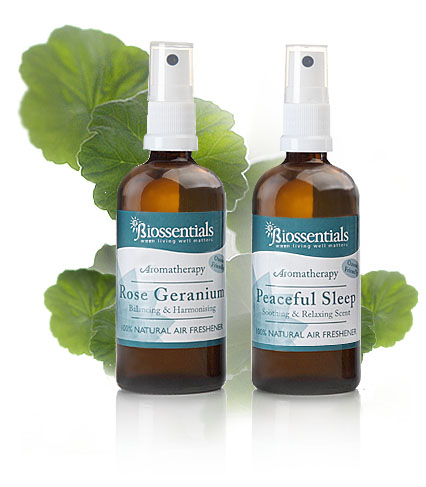 Biossentials
when living well matters
Aromatherapy
Rose Geranium
Balancing & Harmonising
100% NATURAL AIR FRESHENER
Biossentials
when living well matters
Aromatherapy
Peaceful Sleep
Soothing & Relaxing Scent
100% NATURAL AIR FRESHENER